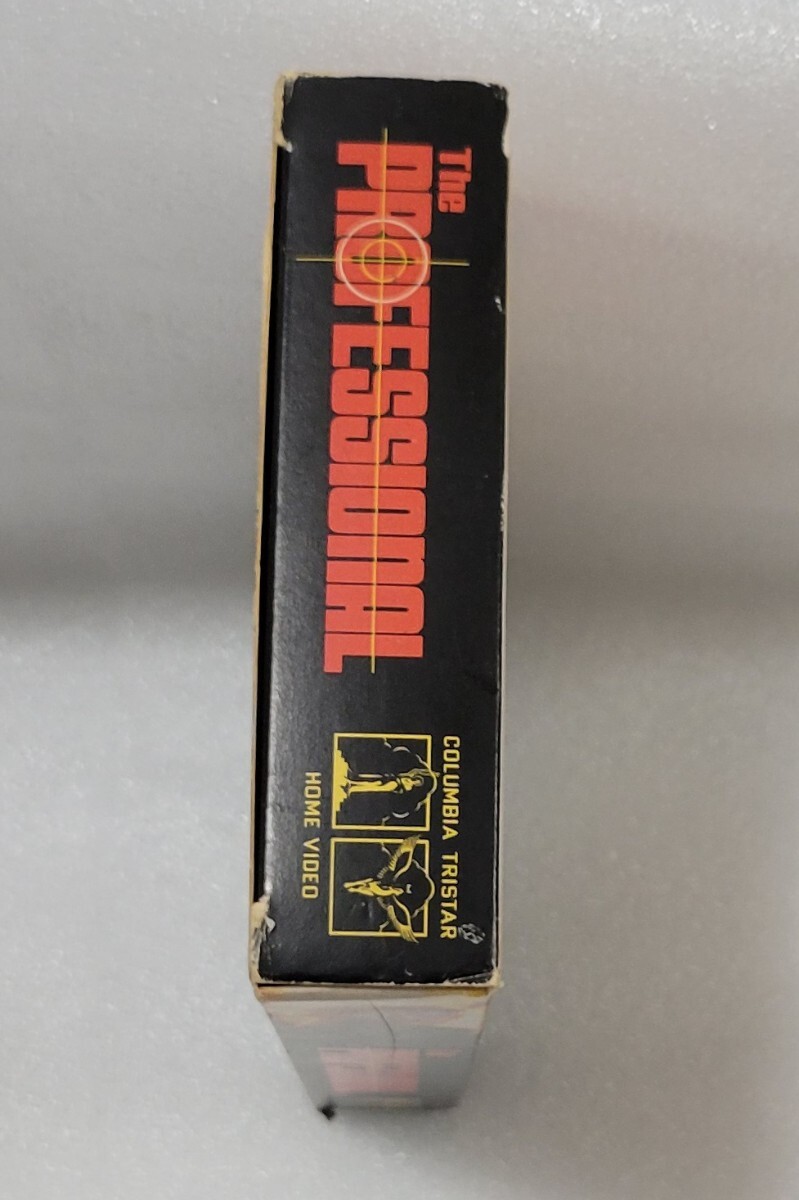 The
PROFESSIONAL
COLUMBIA TRISTAR
HOME VIDEO